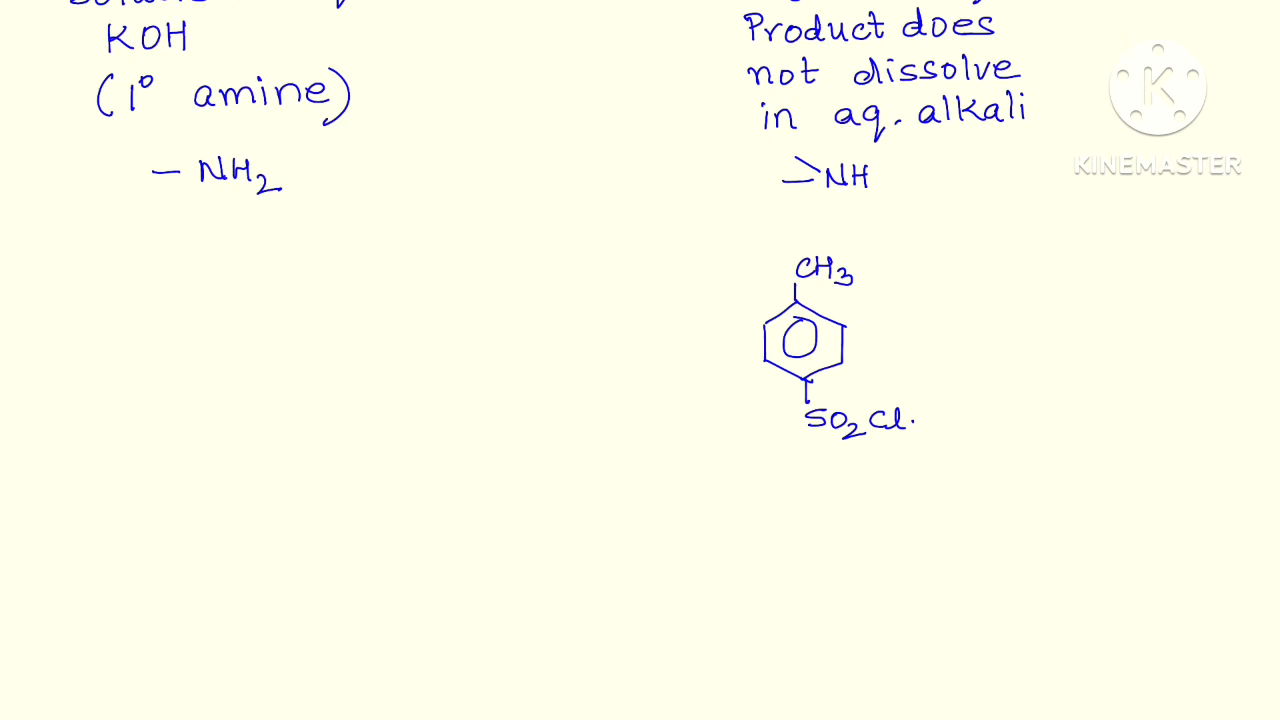 KOH
(1° amine)
– NH2
Product does
not dissolve
in aq. alkali
>NH
CH3
SO2Cl.
K
KINEMASTER